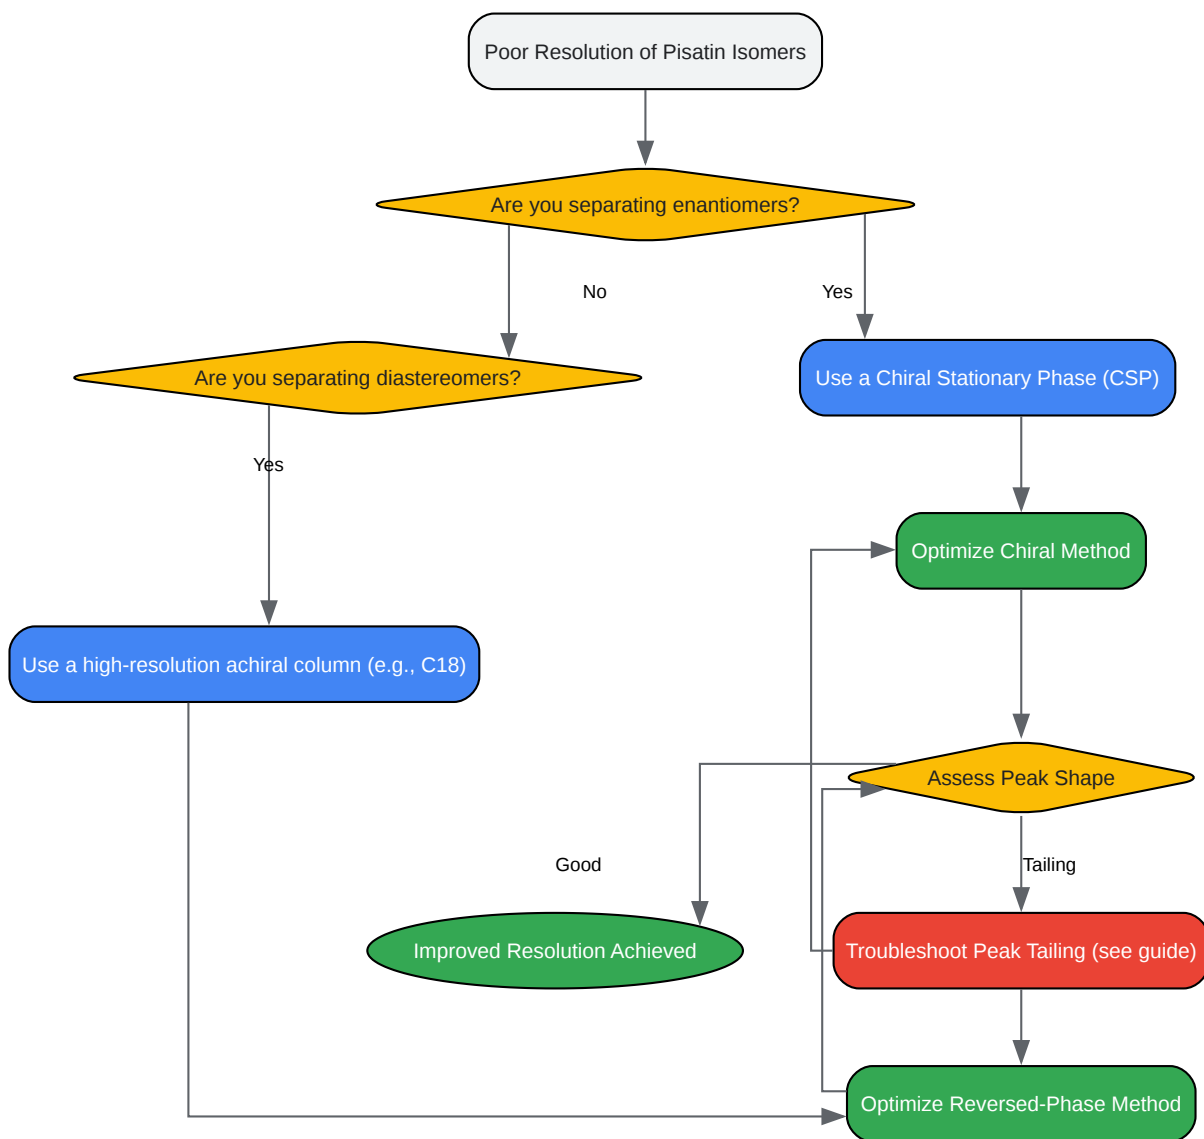 Poor Resolution of Pisatin Isomers
Are you separating enantiomers?
No
Yes
Are you separating diastereomers?
Use a Chiral Stationary Phase (CSP)
Yes
Optimize Chiral Method
Use a high-resolution achiral column (e.g., C18)
Assess Peak Shape
Good
Tailing
Improved Resolution Achieved
Troubleshoot Peak Tailing (see guide)
Optimize Reversed-Phase Method